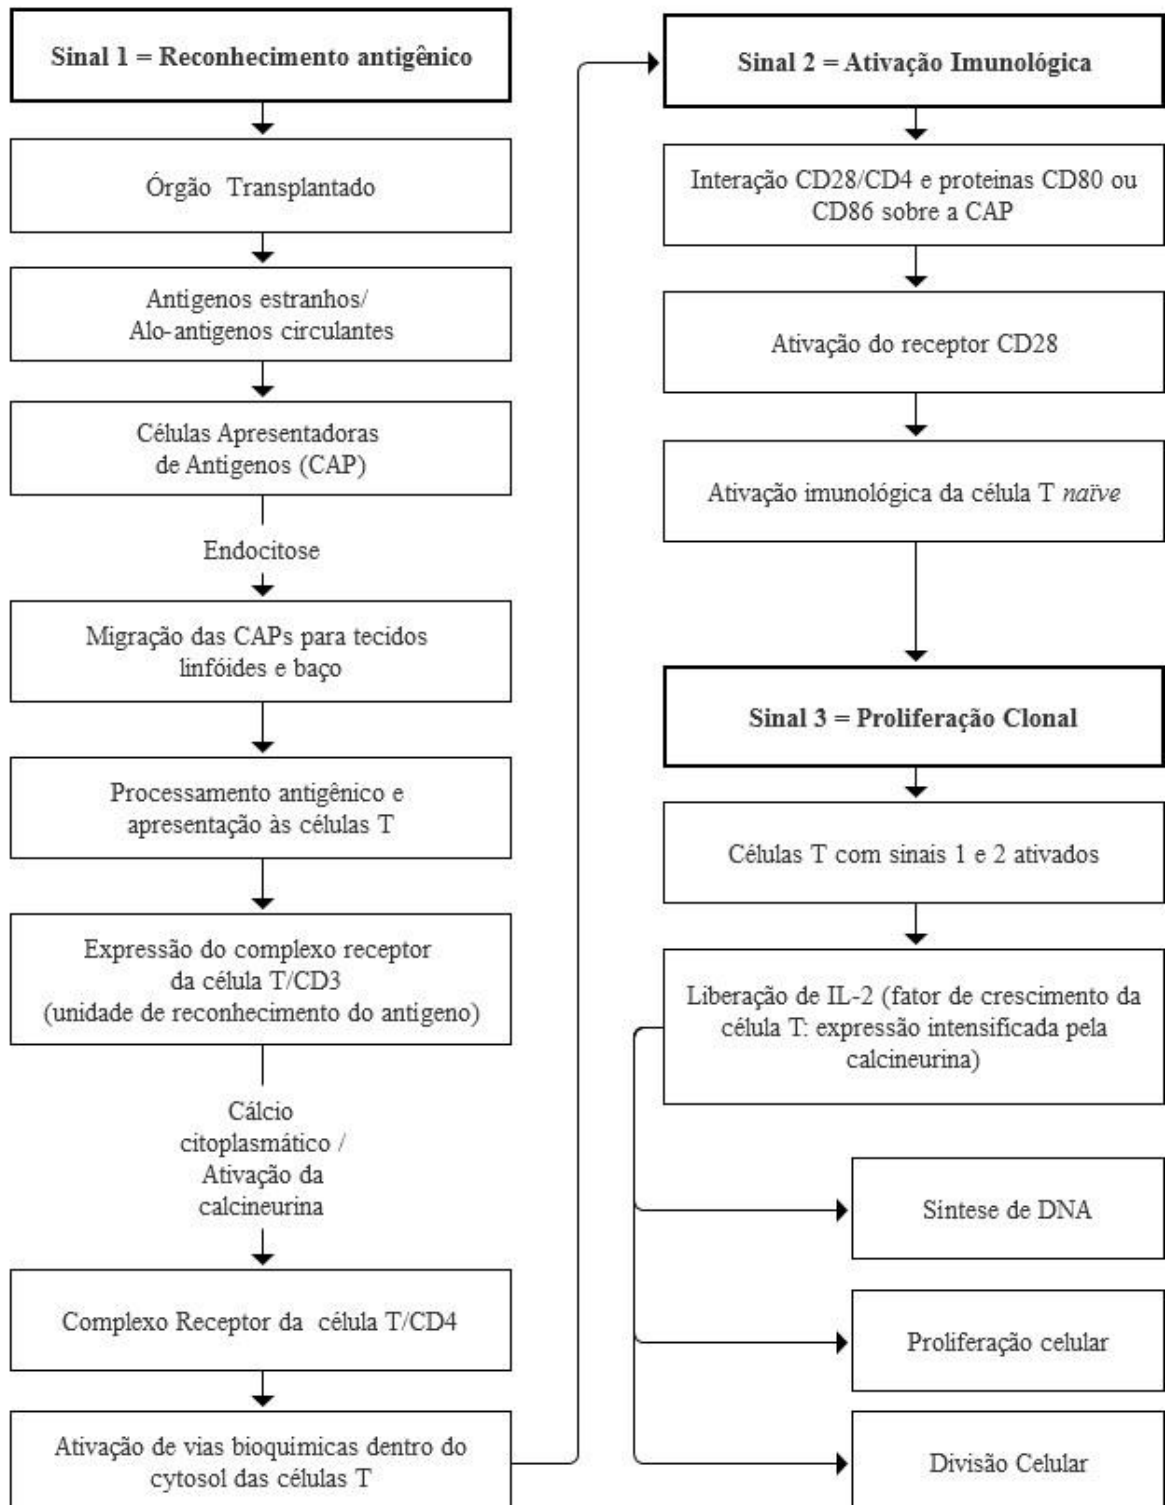 Sinal 1 = Reconhecimento antigênico
Órgão Transplantado
Antigenos estranhos/
Alo-antigenos circulantes
Células Apresentadoras
de Antigenos (CAP)
Endocitose
Migração das CAPs para tecidos
linfóides e baço
Processamento antigênico e
apresentação às células T
Expressão do complexo receptor
da célula T/CD3
(unidade de reconhecimento do antigeno)
Cálcio
citoplasmático /
Ativação da
calcineurina
Complexo Receptor da célula T/CD4
Ativação de vias bioquimicas dentro do
cytosol das células T
Sinal 2 = Ativação Imunológica
Interação CD28/CD4 e proteinas CD80 ou
CD86 sobre a CAP
Ativação do receptor CD28
Ativação imunológica da célula T naïve
Sinal 3 = Proliferação Clonal
Células T com sinais 1 e 2 ativados
Liberação de IL-2 (fator de crescimento da
célula T: expressão intensificada pela
calcineurina)
Sintese de DNA
Proliferação celular
Divisão Celular